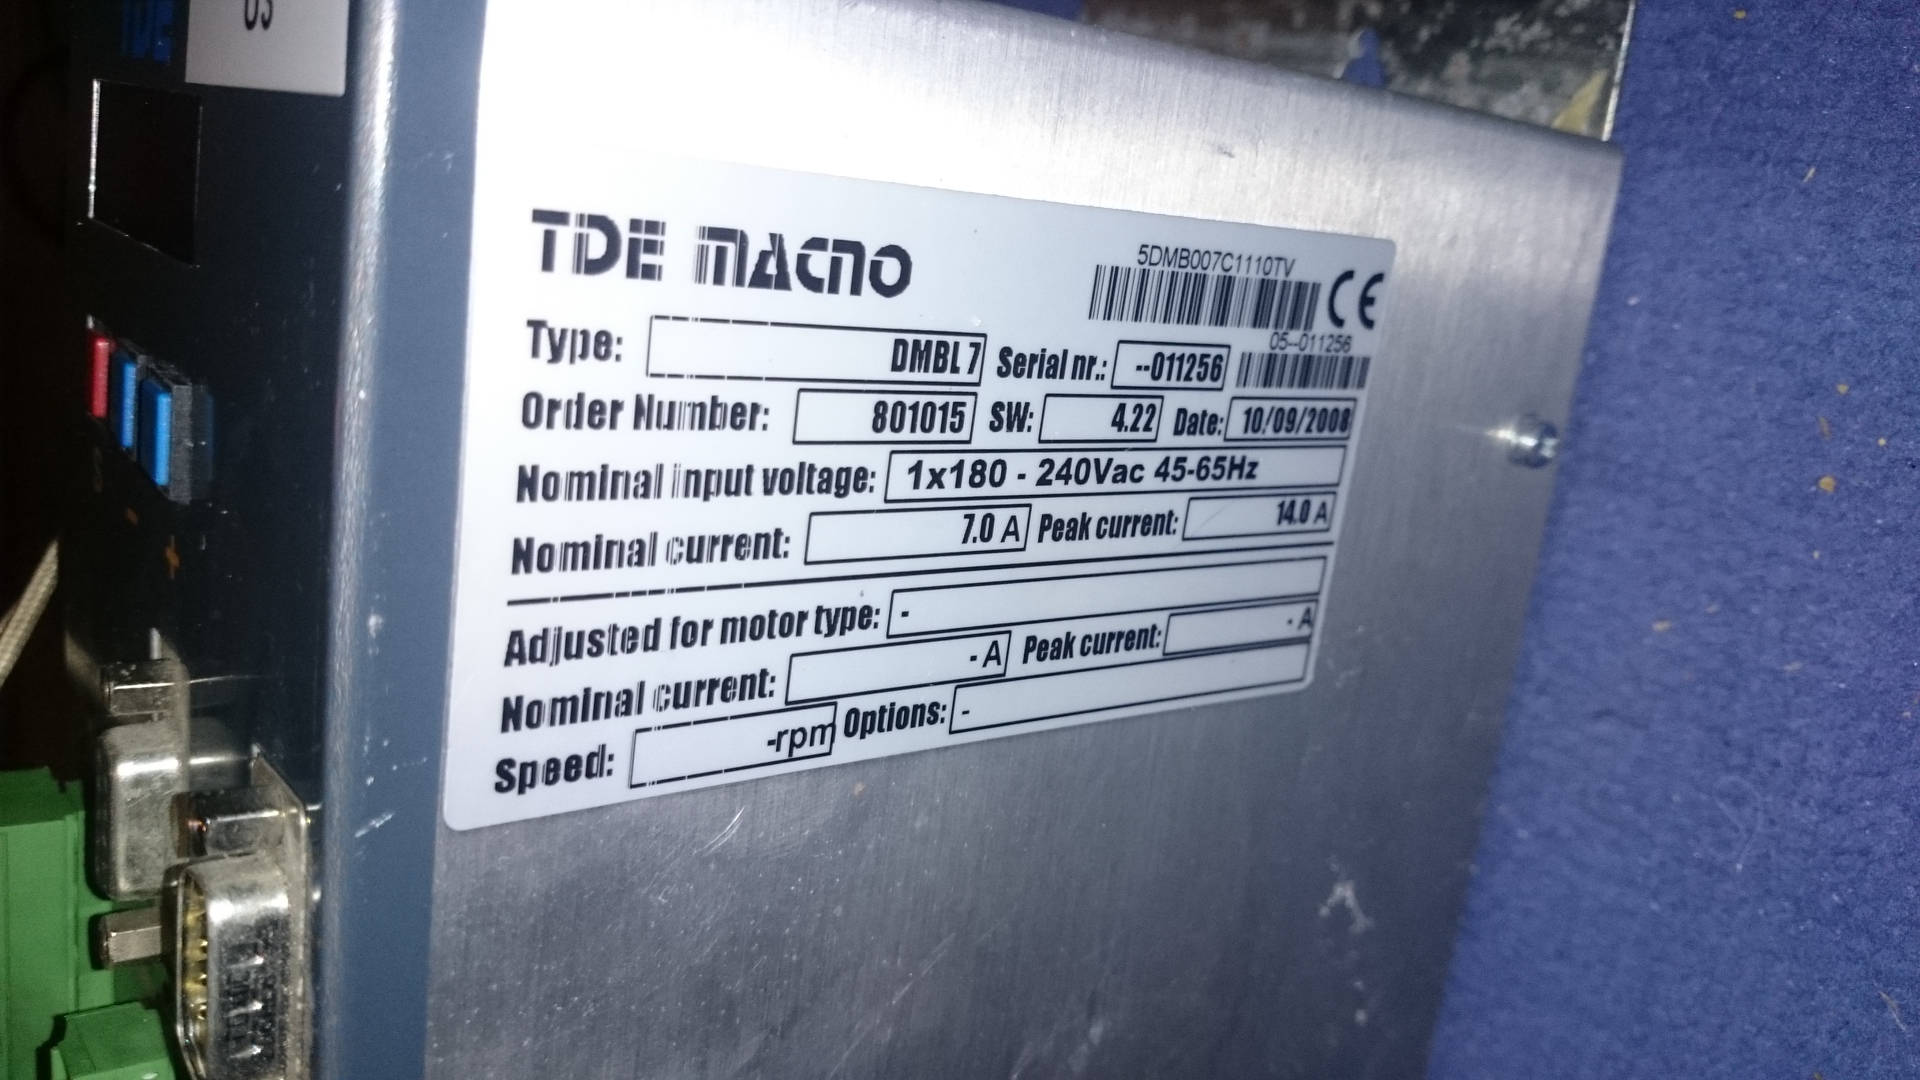 TDE
03
TDE MACNO
5DMB007C1110TV
CE
05--011256
Type: DMBL 7 Serial nr.: --011256
Order Number: 801015 SW: 4.22 Date: 10/09/2008
Nominal input voltage: 1x180 - 240Vac 45-65Hz
Nominal current: 7.0 A Peak current: 14.0 A
Adjusted for motor type: -
Nominal current: - A Peak current: - A
Speed: -rpm Options: -